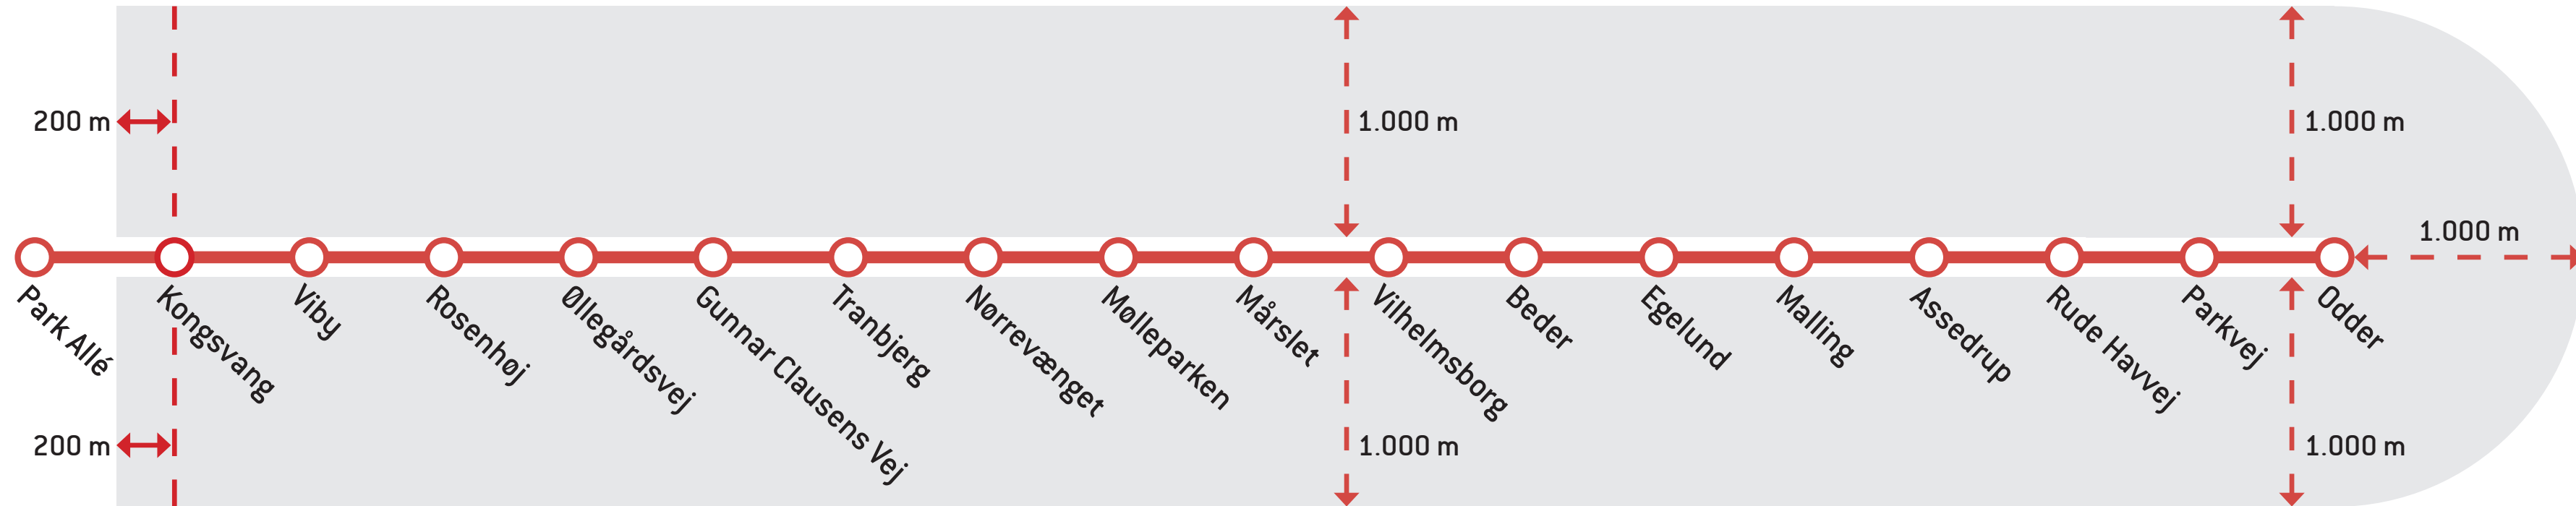 200 m
1.000 m
1.000 m
1.000 m
Park Allé
Kongsvang
Viby
Rosenhøj
Øllegårdsvej
Gunnar Clausens Vej
Tranbjerg
Nørrevænget
Mølleparken
Mårslet
Vilhelmsborg
Beder
Egelund
Malling
Assedrup
Rude Havvej
Parkvej
Odder
200 m
1.000 m
1.000 m